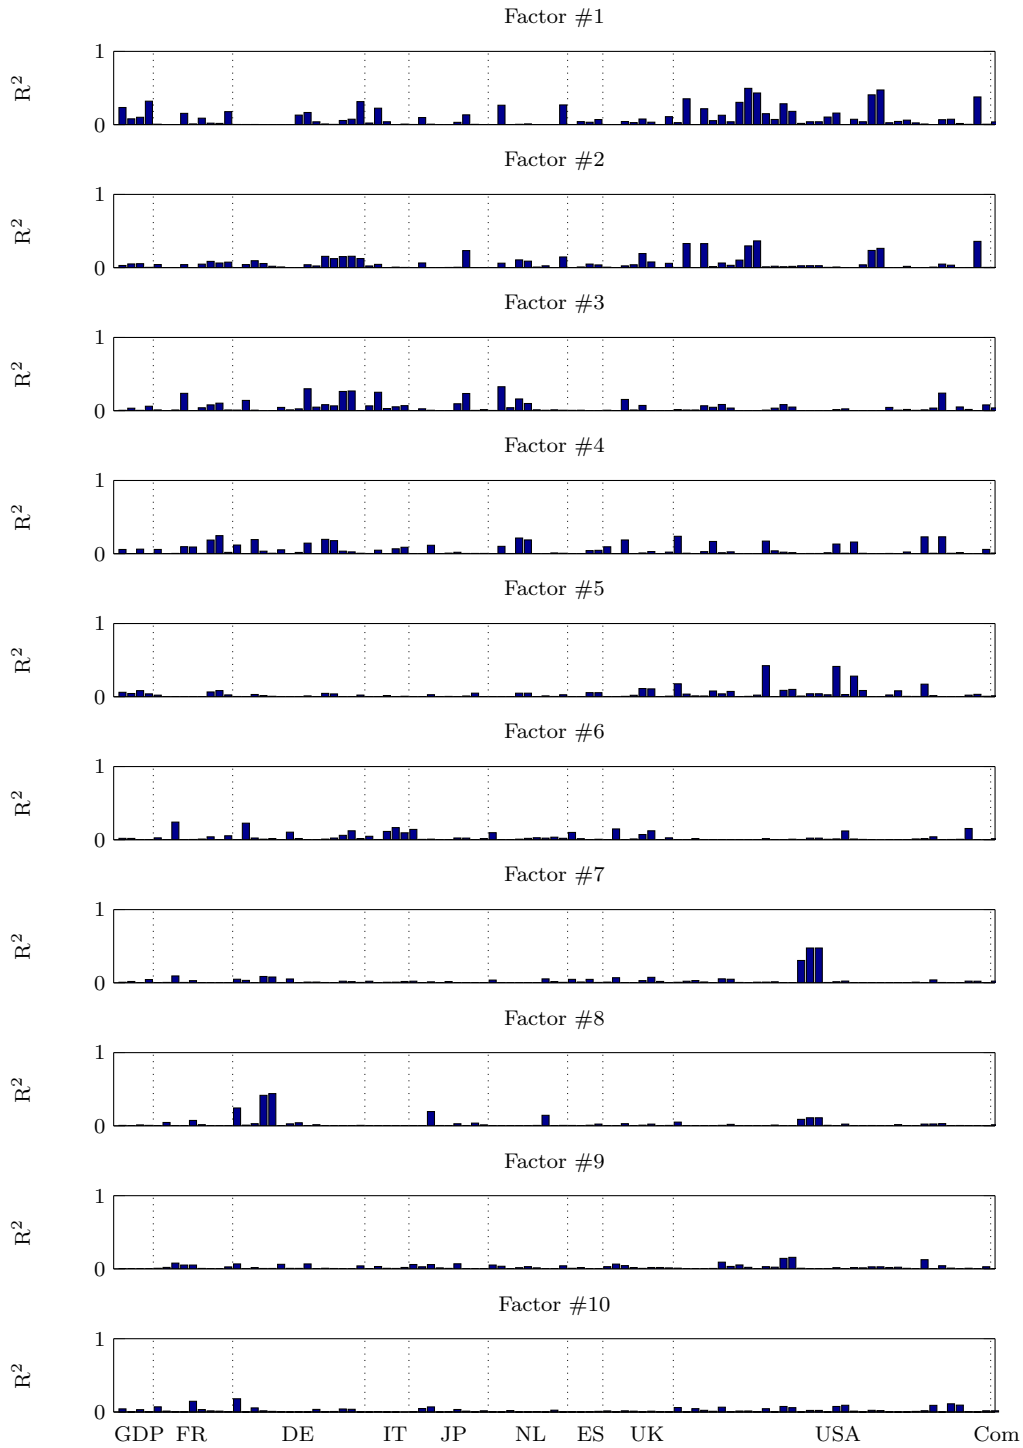 Factor #1
1
R²
0
Factor #2
1
R²
0
Factor #3
1
R²
0
Factor #4
1
R²
0
Factor #5
1
R²
0
Factor #6
1
R²
0
Factor #7
1
R²
0
Factor #8
1
R²
0
Factor #9
1
R²
0
Factor #10
1
R²
0
GDP FR DE IT JP NL ES UK USA Com